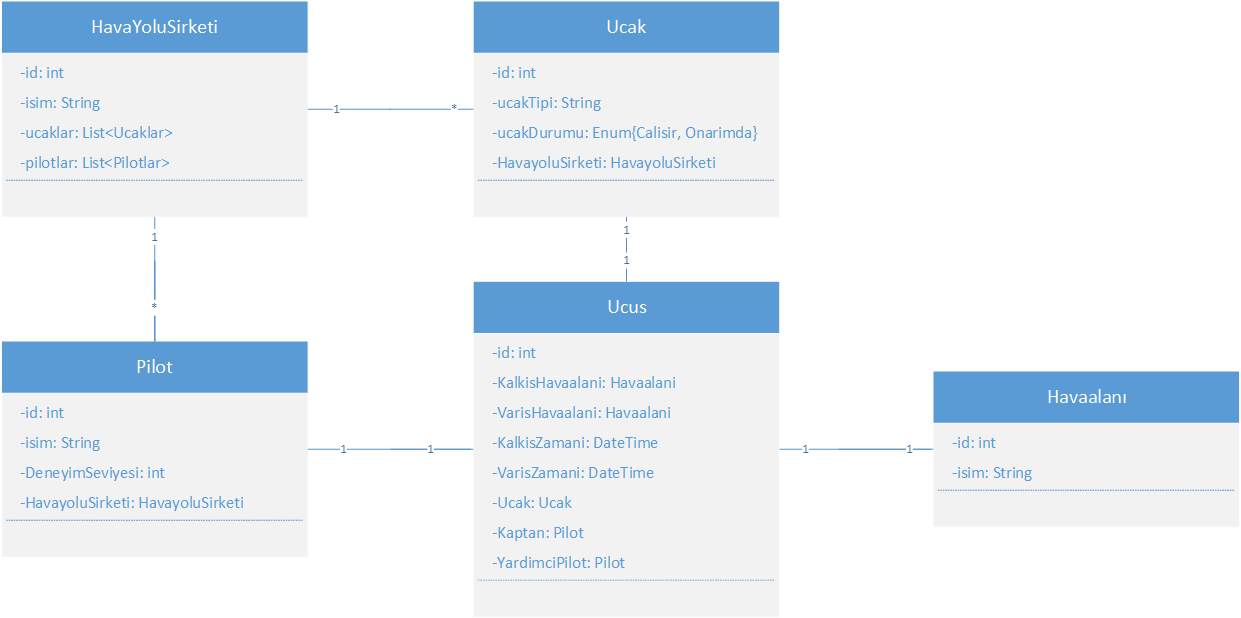 HavaYoluSirketi
-id: int
-isim: String
-ucaklar: List<Ucaklar>
-pilotlar: List<Pilotlar>
1
*
Ucak
-id: int
-ucakTipi: String
-ucakDurumu: Enum{Calisir, Onarimda}
-HavayoluSirketi: HavayoluSirketi
1
*
1
1
Pilot
-id: int
-isim: String
-DeneyimSeviyesi: int
-HavayoluSirketi: HavayoluSirketi
1
1
Ucus
-id: int
-KalkisHavaalani: Havaalani
-VarisHavaalani: Havaalani
-KalkisZamani: DateTime
-VarisZamani: DateTime
-Ucak: Ucak
-Kaptan: Pilot
-YardimciPilot: Pilot
1
1
Havaalanı
-id: int
-isim: String